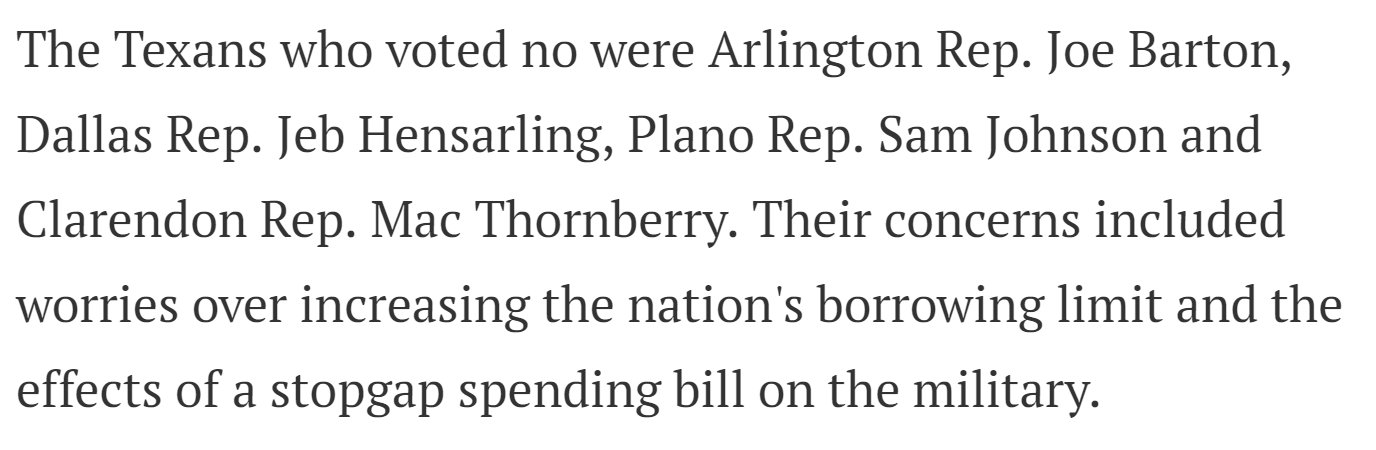 The Texans who voted no were Arlington Rep. Joe Barton,
Dallas Rep. Jeb Hensarling, Plano Rep. Sam Johnson and
Clarendon Rep. Mac Thornberry. Their concerns included
worries over increasing the nation's borrowing limit and the
effects of a stopgap spending bill on the military.